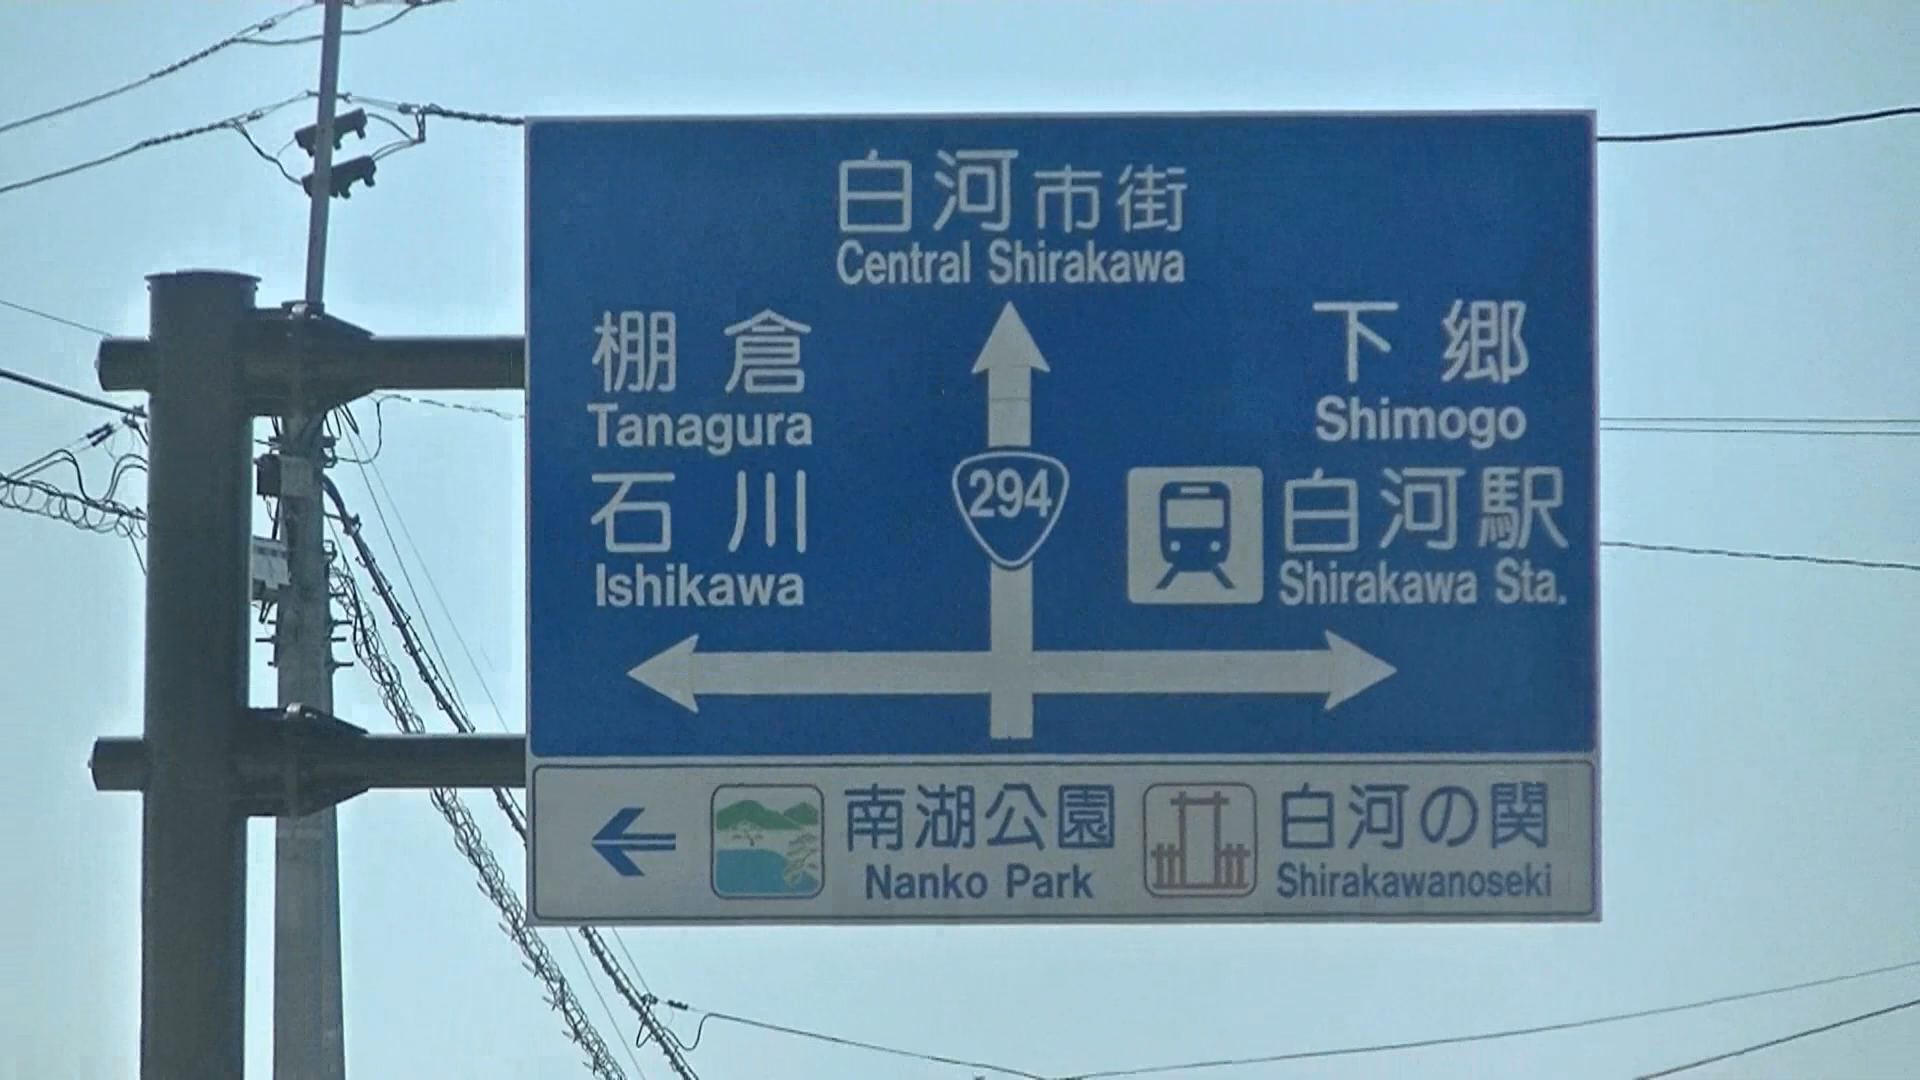 白河市街
Central Shirakawa
棚倉
Tanagura
石川
Ishikawa
294
下郷
Shimogo
白河駅
Shirakawa Sta.
南湖公園
Nanko Park
白河の関
Shirakawanoseki